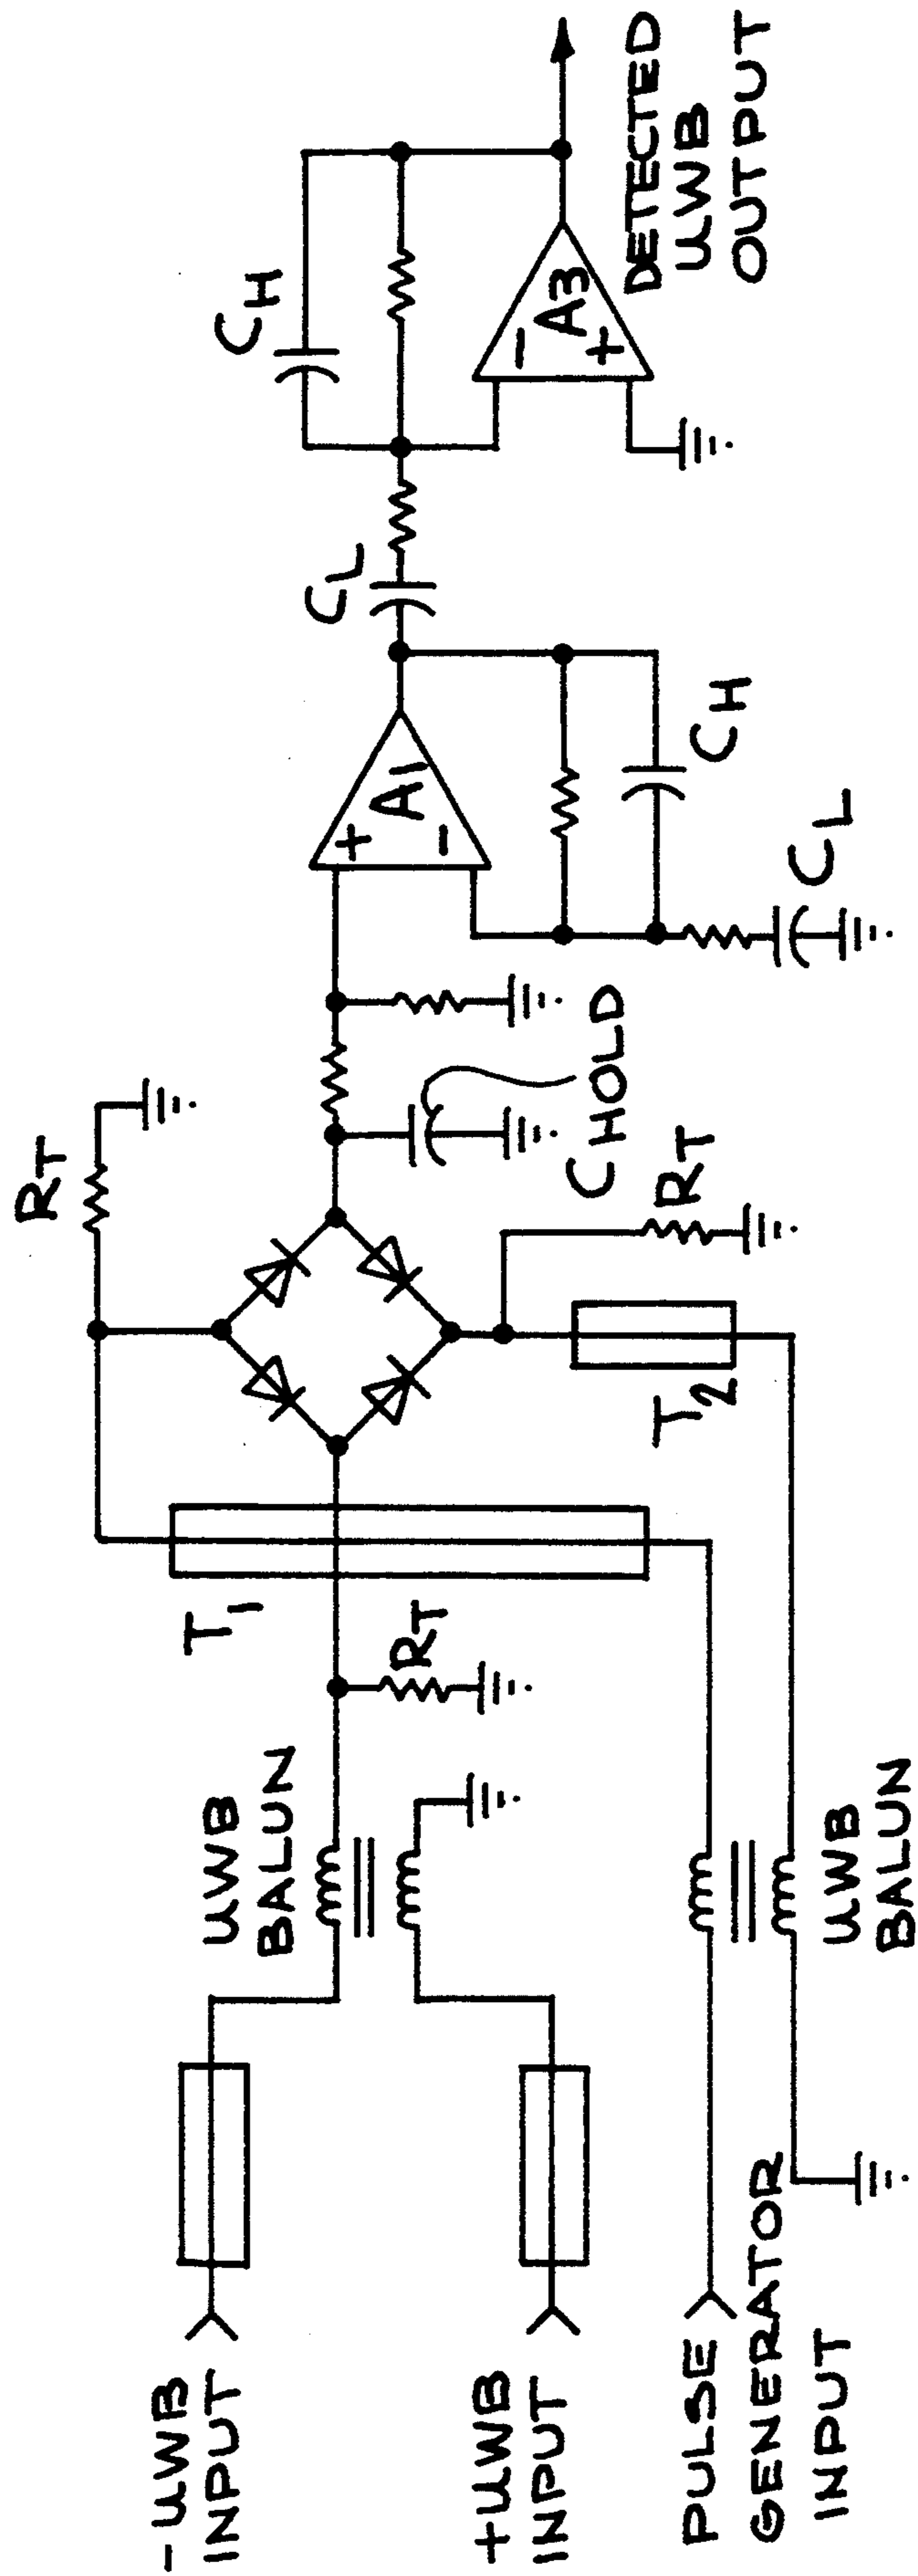 -UWB
INPUT
+UWB
INPUT
PULSE
GENERATOR
INPUT
UWB
BALUN
UWB
BALUN
RT
T1
T2
RT
RT
CHOLD
+
A1
-
CH
CL
CL
CH
-
A3
+
DETECTED
UWB
OUTPUT